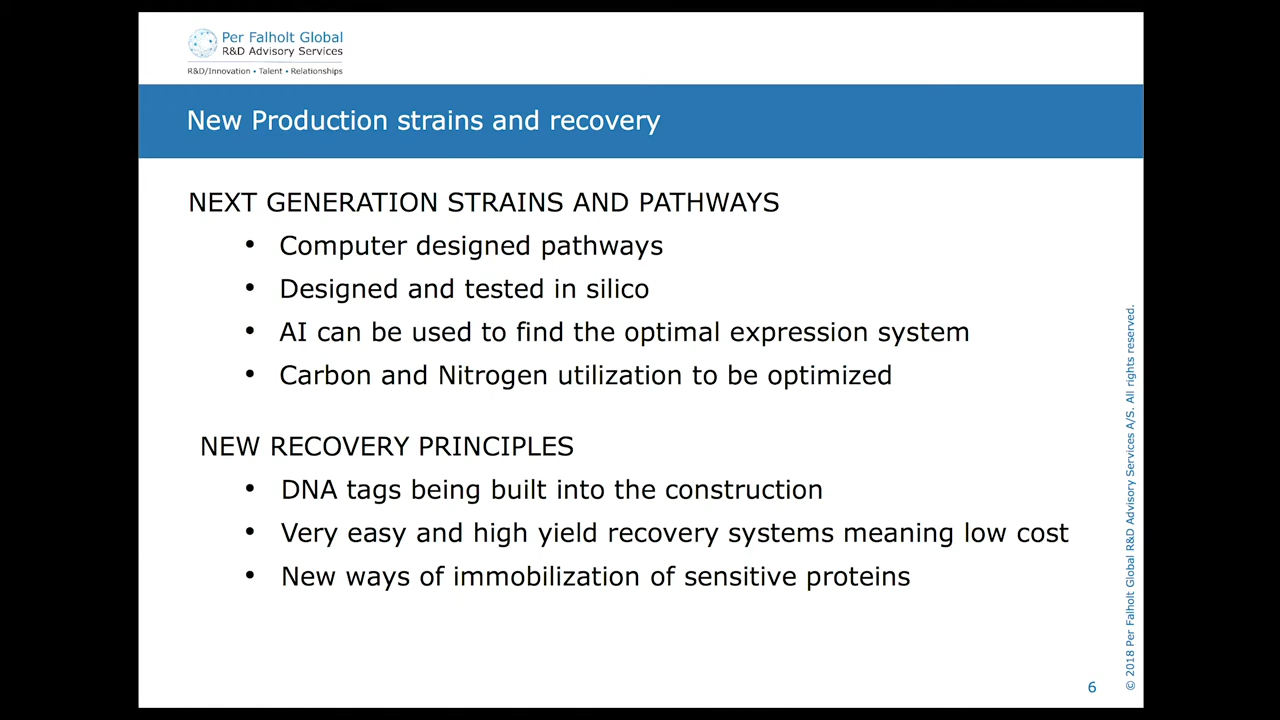 Per Falholt Global
R&D Advisory Services
R&D/Innovation • Talent • Relationships
New Production strains and recovery
NEXT GENERATION STRAINS AND PATHWAYS
• Computer designed pathways
• Designed and tested in silico
• AI can be used to find the optimal expression system
• Carbon and Nitrogen utilization to be optimized
NEW RECOVERY PRINCIPLES
• DNA tags being built into the construction
• Very easy and high yield recovery systems meaning low cost
• New ways of immobilization of sensitive proteins
6
© 2018 Per Falholt Global R&D Advisory Services A/S. All rights reserved.